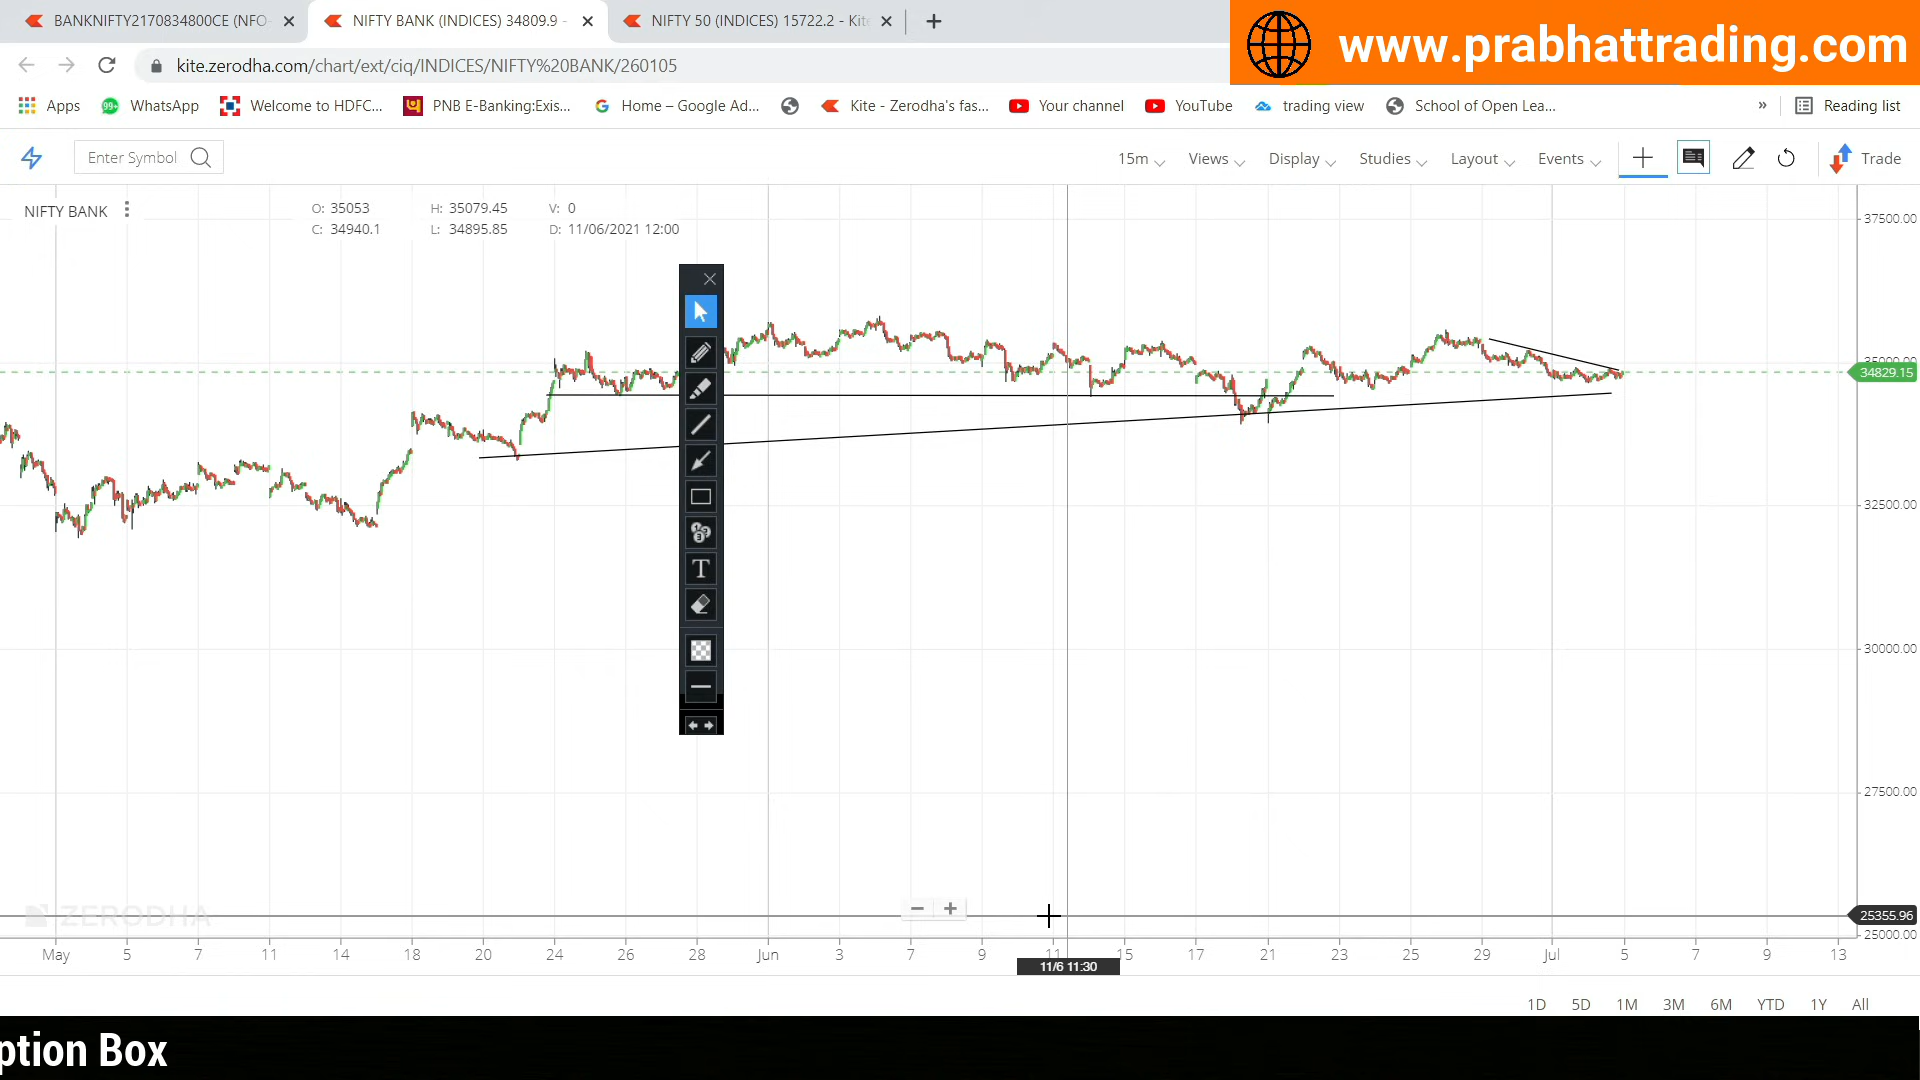 BANKNIFTY2170834800CE (NFO-
NIFTY BANK (INDICES) 34809.9 -
NIFTY 50 (INDICES) 15722.2 - Kite
www.prabhattrading.com
kite.zerodha.com/chart/ext/ciq/INDICES/NIFTY%20BANK/260105
Apps
99+
WhatsApp
Welcome to HDFC...
PNB E-Banking:Exis...
Home – Google Ad...
Kite - Zerodha's fas...
Your channel
YouTube
trading view
School of Open Lea...
»
Reading list
Enter Symbol
15m
Views
Display
Studies
Layout
Events
Trade
NIFTY BANK
O: 35053 H: 35079.45 V: 0
C: 34940.1 L: 34895.85 D: 11/06/2021 12:00
37500.00
35000.00
34829.15
32500.00
30000.00
27500.00
25355.96
25000.00
T
ZERODHA
May 5 7 11 14 18 20 24 26 28 Jun 3 7 9 11 15 17 21 23 25 29 Jul 5 7 9 13
11/6 11:30
1D 5D 1M 3M 6M YTD 1Y All
ption Box